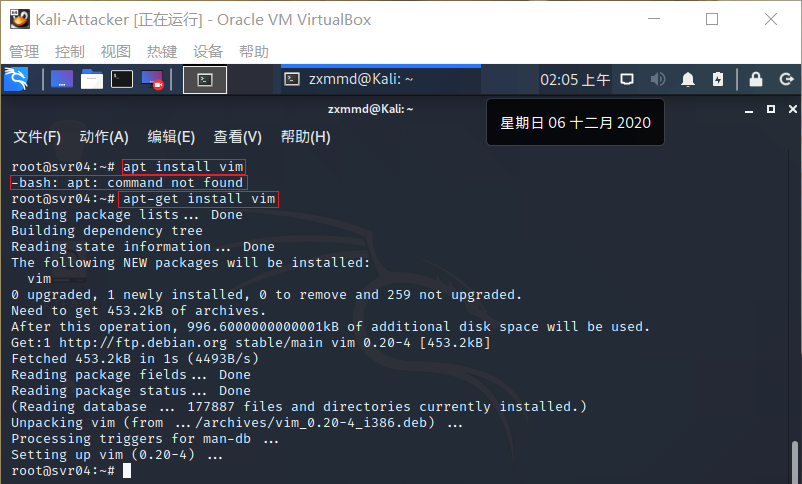 Kali-Attacker [正在运行] - Oracle VM VirtualBox
管理 控制 视图 热键 设备 帮助
zxmmd@Kali: ~ 02:05 上午
zxmmd@Kali: ~
星期日 06 十二月 2020
文件(F) 动作(A) 编辑(E) 查看(V) 帮助(H)
root@svr04:~# apt install vim
-bash: apt: command not found
root@svr04:~# apt-get install vim
Reading package lists... Done
Building dependency tree
Reading state information... Done
The following NEW packages will be installed:
  vim
0 upgraded, 1 newly installed, 0 to remove and 259 not upgraded.
Need to get 453.2kB of archives.
After this operation, 996.6000000000001kB of additional disk space will be used.
Get:1 http://ftp.debian.org stable/main vim 0.20-4 [453.2kB]
Fetched 453.2kB in 1s (4493B/s)
Reading package fields... Done
Reading package status... Done
(Reading database ... 177887 files and directories currently installed.)
Unpacking vim (from .../archives/vim_0.20-4_i386.deb) ...
Processing triggers for man-db ...
Setting up vim (0.20-4) ...
root@svr04:~#